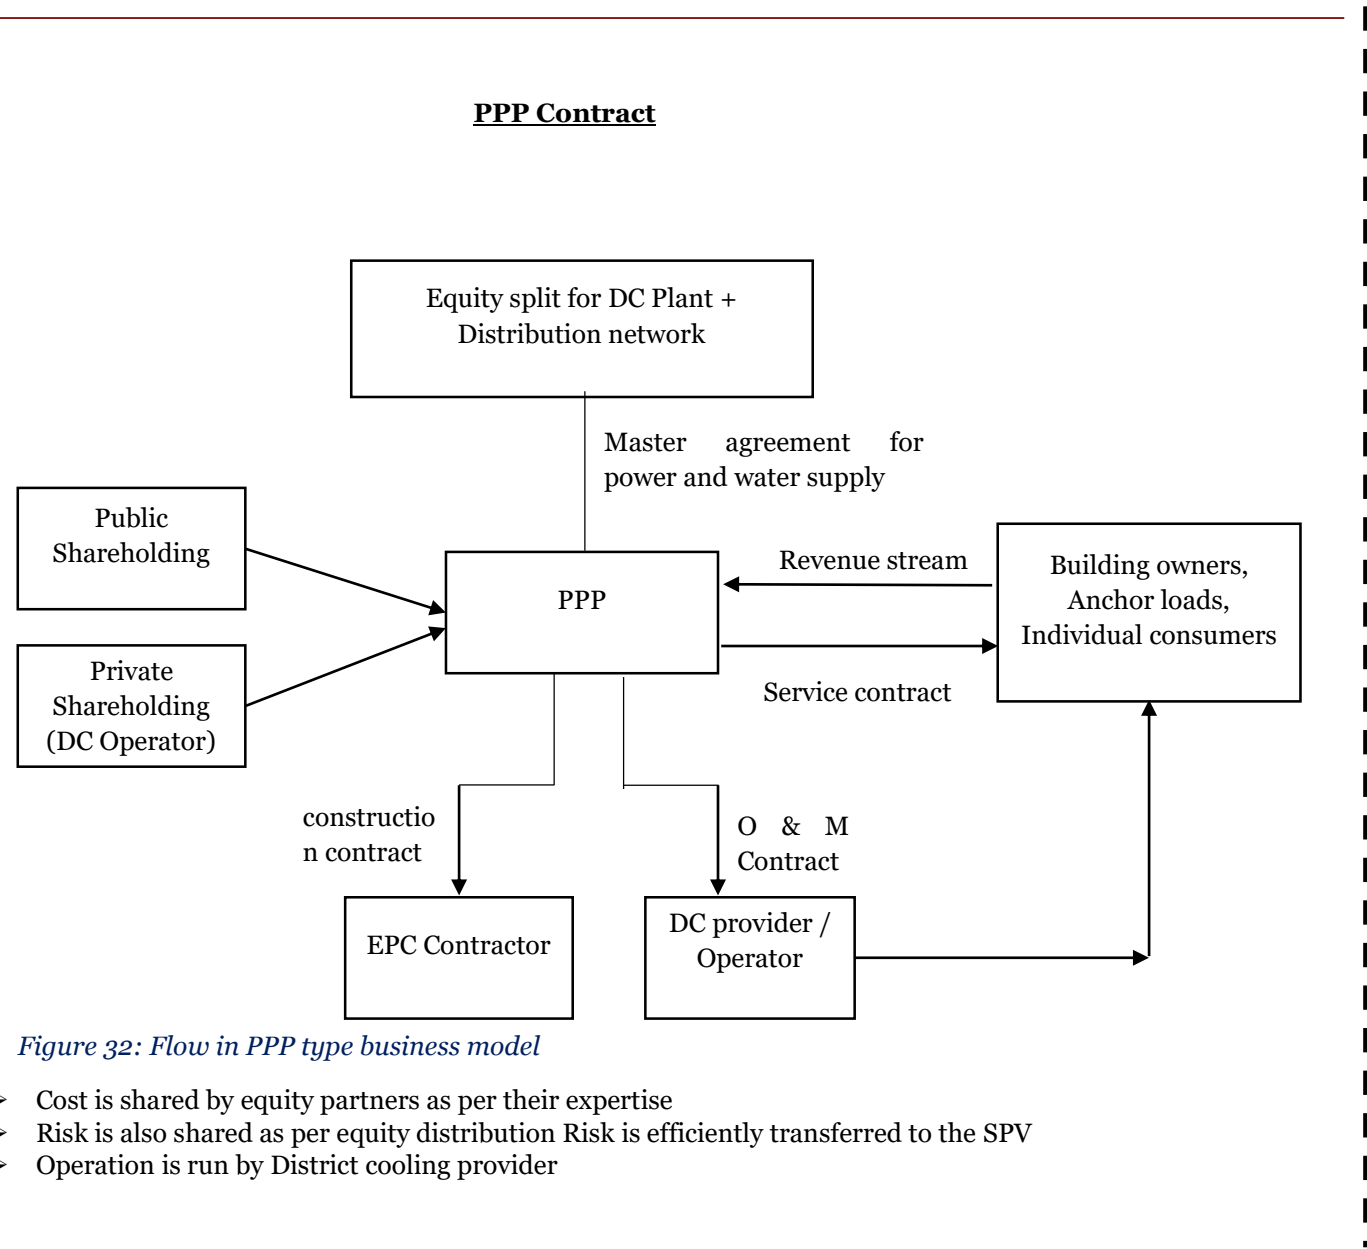 PPP Contract
Equity split for DC Plant +
Distribution network
Master agreement for
power and water supply
Public
Shareholding
Private
Shareholding
(DC Operator)
PPP
Revenue stream
Service contract
Building owners,
Anchor loads,
Individual consumers
constructio
n contract
O & M
Contract
EPC Contractor
DC provider /
Operator
Figure 32: Flow in PPP type business model
Cost is shared by equity partners as per their expertise
Risk is also shared as per equity distribution Risk is efficiently transferred to the SPV
Operation is run by District cooling provider